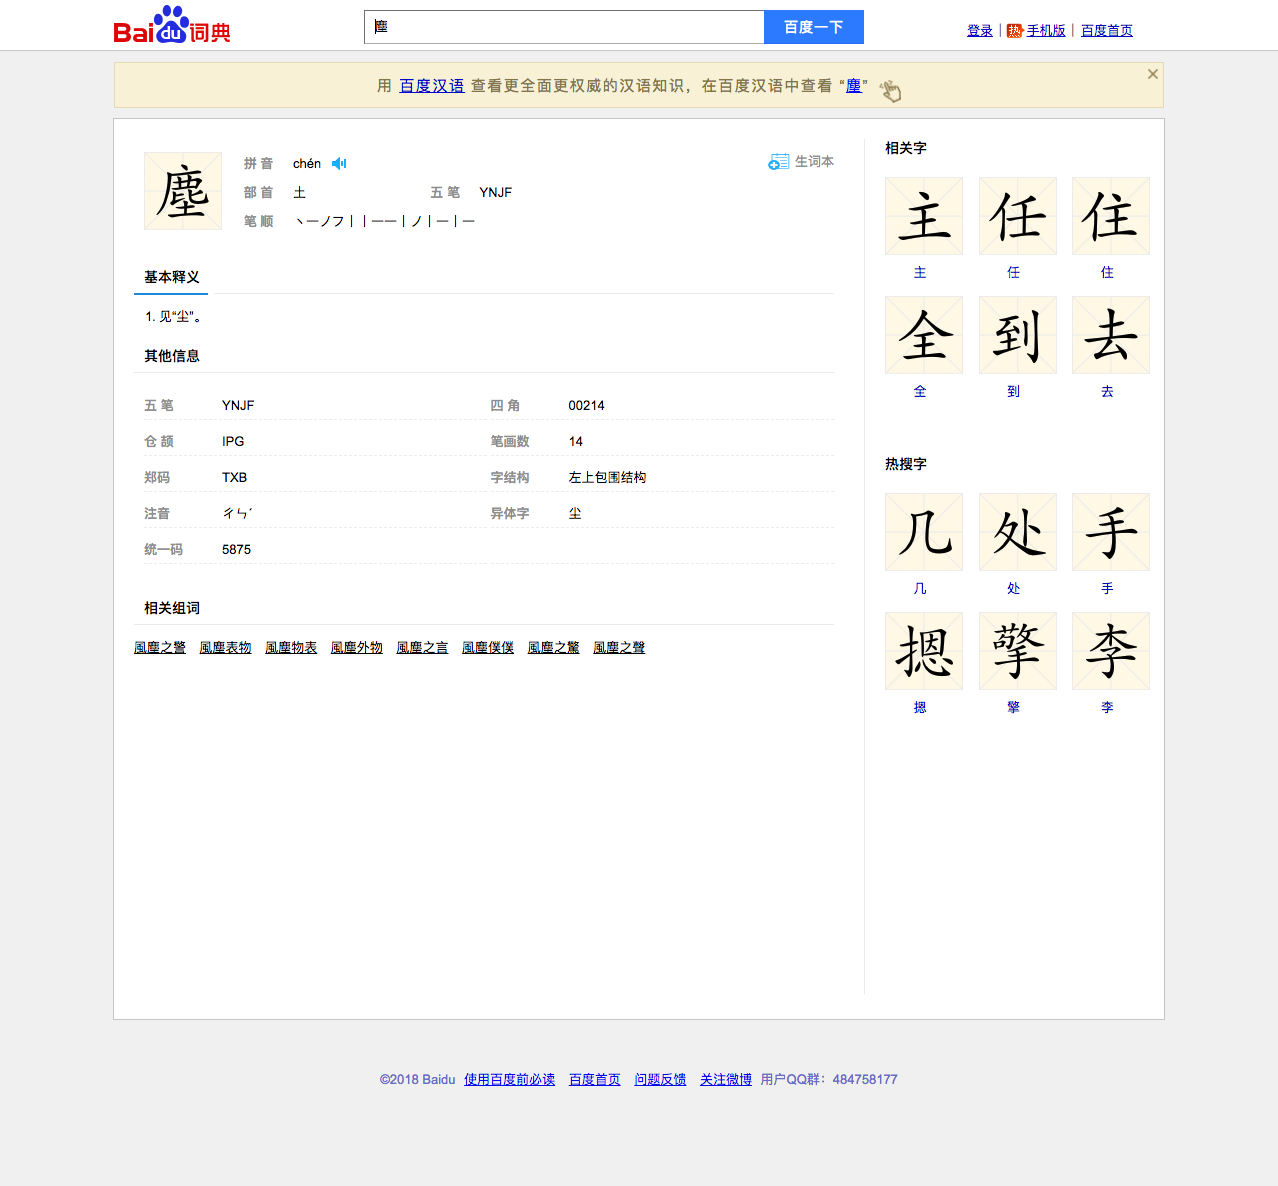 Bai du 词典
塵
百度一下
登录 | 热 手机版 | 百度首页
用 百度汉语 查看更全面更权威的汉语知识，在百度汉语中查看 “塵”
塵
拼 音 chén
生词本
部 首 土 五 笔 YNJF
笔 顺 丶一ノフ丨丨一一丨ノ丨一丨一
基本释义
1. 见“尘”。
其他信息
五 笔 YNJF 四 角 00214
仓 颉 IPG 笔画数 14
郑码 TXB 字结构 左上包围结构
注音 ㄔㄣˊ 异体字 尘
统一码 5875
相关组词
風塵之警 風塵表物 風塵物表 風塵外物 風塵之言 風塵僕僕 風塵之驚 風塵之聲
相关字
主 任 住
主 任 住
全 到 去
全 到 去
热搜字
几 处 手
几 处 手
摁 擎 李
摁 擎 李
©2018 Baidu 使用百度前必读 百度首页 问题反馈 关注微博 用户QQ群：484758177